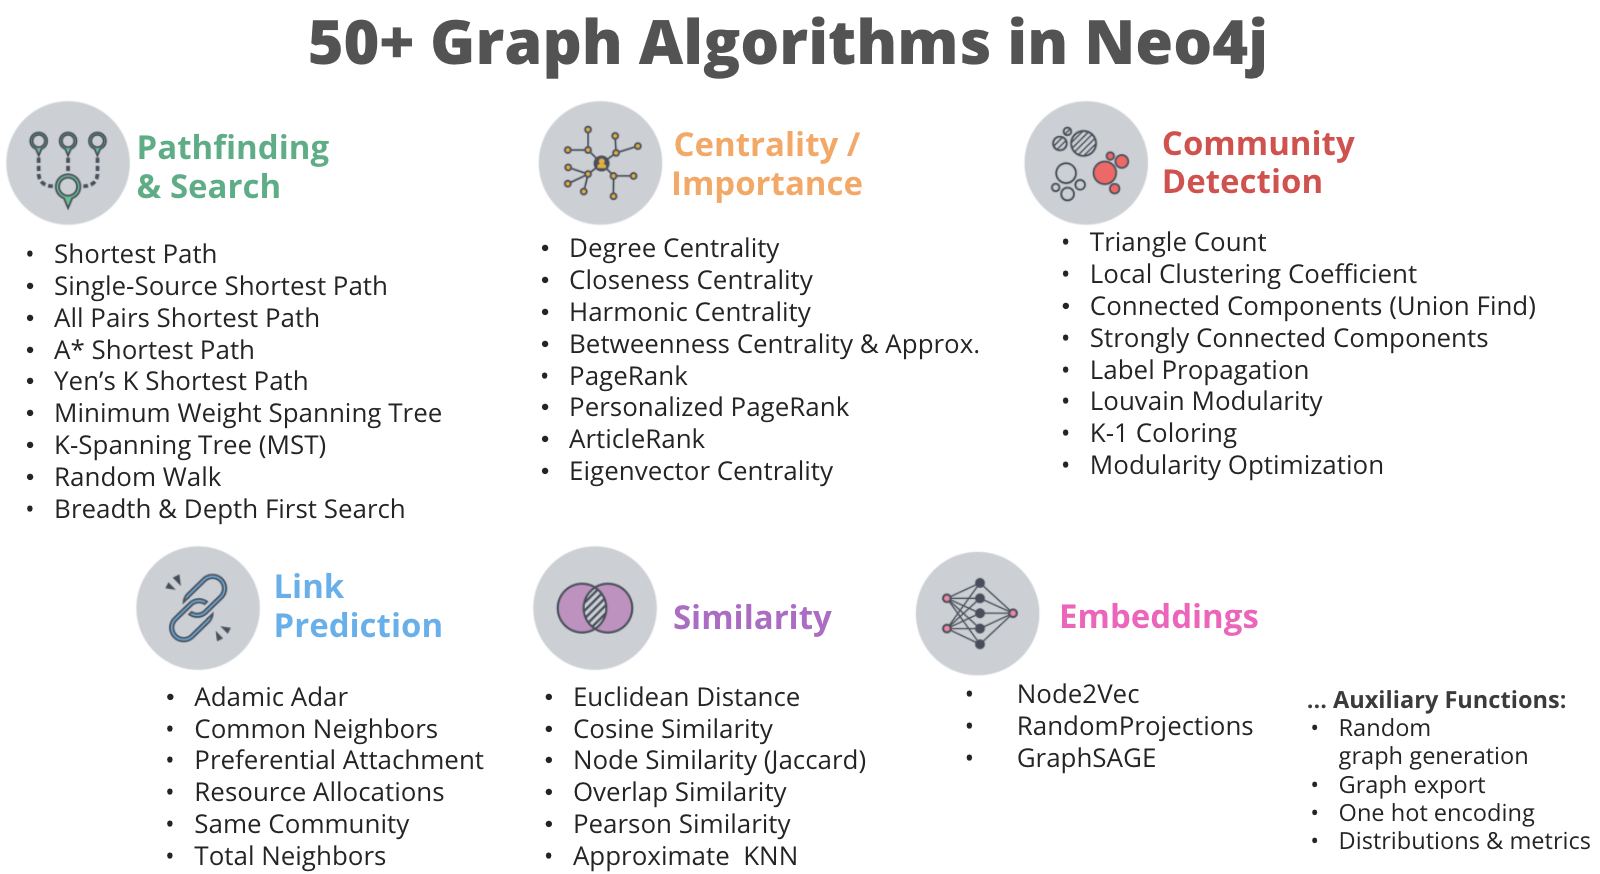 50+ Graph Algorithms in Neo4j
Pathfinding
& Search
• Shortest Path
• Single-Source Shortest Path
• All Pairs Shortest Path
• A* Shortest Path
• Yen’s K Shortest Path
• Minimum Weight Spanning Tree
• K-Spanning Tree (MST)
• Random Walk
• Breadth & Depth First Search
Centrality /
Importance
• Degree Centrality
• Closeness Centrality
• Harmonic Centrality
• Betweenness Centrality & Approx.
• PageRank
• Personalized PageRank
• ArticleRank
• Eigenvector Centrality
Community
Detection
• Triangle Count
• Local Clustering Coefficient
• Connected Components (Union Find)
• Strongly Connected Components
• Label Propagation
• Louvain Modularity
• K-1 Coloring
• Modularity Optimization
Link
Prediction
• Adamic Adar
• Common Neighbors
• Preferential Attachment
• Resource Allocations
• Same Community
• Total Neighbors
Similarity
• Euclidean Distance
• Cosine Similarity
• Node Similarity (Jaccard)
• Overlap Similarity
• Pearson Similarity
• Approximate KNN
Embeddings
• Node2Vec
• RandomProjections
• GraphSAGE
... Auxiliary Functions:
• Random
graph generation
• Graph export
• One hot encoding
• Distributions & metrics